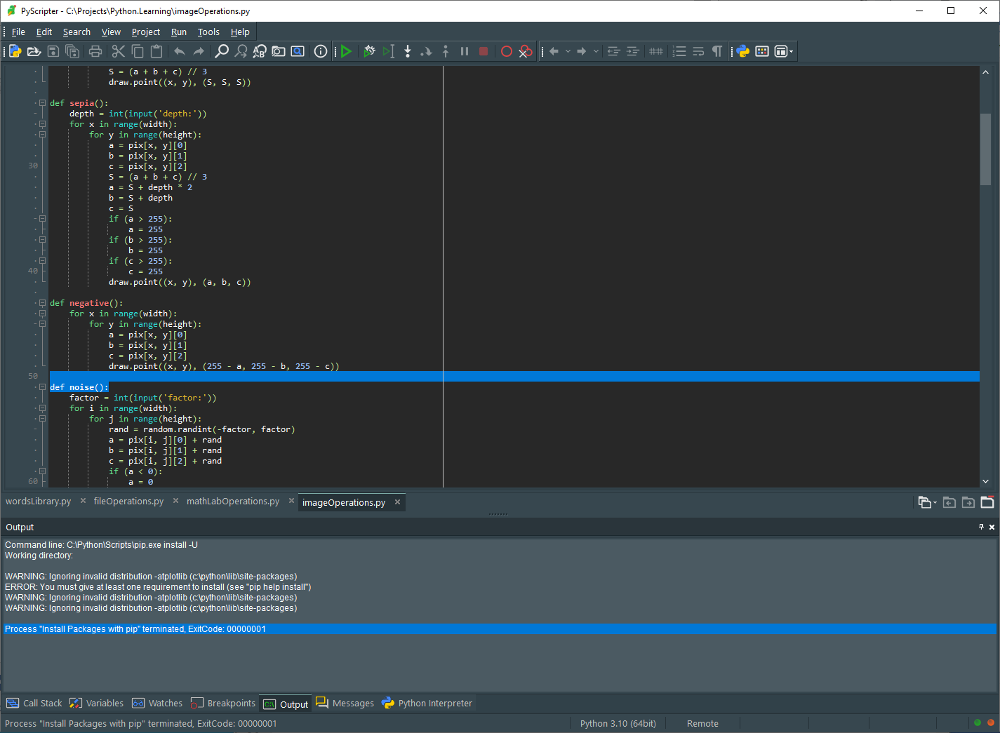 PyScripter - C:\Projects\Python.Learning\imageOperations.py
File Edit Search View Project Run Tools Help
S = (a + b + c) // 3
draw.point((x, y), (S, S, S))
def sepia():
depth = int(input('depth:'))
for x in range(width):
for y in range(height):
a = pix[x, y][0]
b = pix[x, y][1]
30 c = pix[x, y][2]
S = (a + b + c) // 3
a = S + depth * 2
b = S + depth
c = S
if (a > 255):
a = 255
if (b > 255):
b = 255
if (c > 255):
40 c = 255
draw.point((x, y), (a, b, c))
def negative():
for x in range(width):
for y in range(height):
a = pix[x, y][0]
b = pix[x, y][1]
c = pix[x, y][2]
draw.point((x, y), (255 - a, 255 - b, 255 - c))
50
def noise():
factor = int(input('factor:'))
for i in range(width):
for j in range(height):
rand = random.randint(-factor, factor)
a = pix[i, j][0] + rand
b = pix[i, j][1] + rand
c = pix[i, j][2] + rand
if (a < 0):
60 a = 0
wordsLibrary.py fileOperations.py mathLabOperations.py imageOperations.py
Output
Command line: C:\Python\Scripts\pip.exe install -U
Working directory:
WARNING: Ignoring invalid distribution -atplotlib (c:\python\lib\site-packages)
ERROR: You must give at least one requirement to install (see "pip help install")
WARNING: Ignoring invalid distribution -atplotlib (c:\python\lib\site-packages)
WARNING: Ignoring invalid distribution -atplotlib (c:\python\lib\site-packages)
Process "Install Packages with pip" terminated, ExitCode: 00000001
Call Stack Variables Watches Breakpoints Output Messages Python Interpreter
Process "Install Packages with pip" terminated, ExitCode: 00000001 Python 3.10 (64bit) Remote